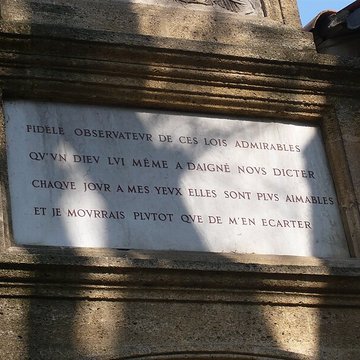 FIDÈLE OBSERVATEVR DE CES LOIS ADMIRABLES
QV'VN DIEV LVI MÊME A DAIGNÉ NOVS DICTER
CHAQVE JOVR A MES YEVX ELLES SONT PLVS AIMABLES
ET JE MOVRRAIS PLVTOT QVE DE M'EN ECARTER